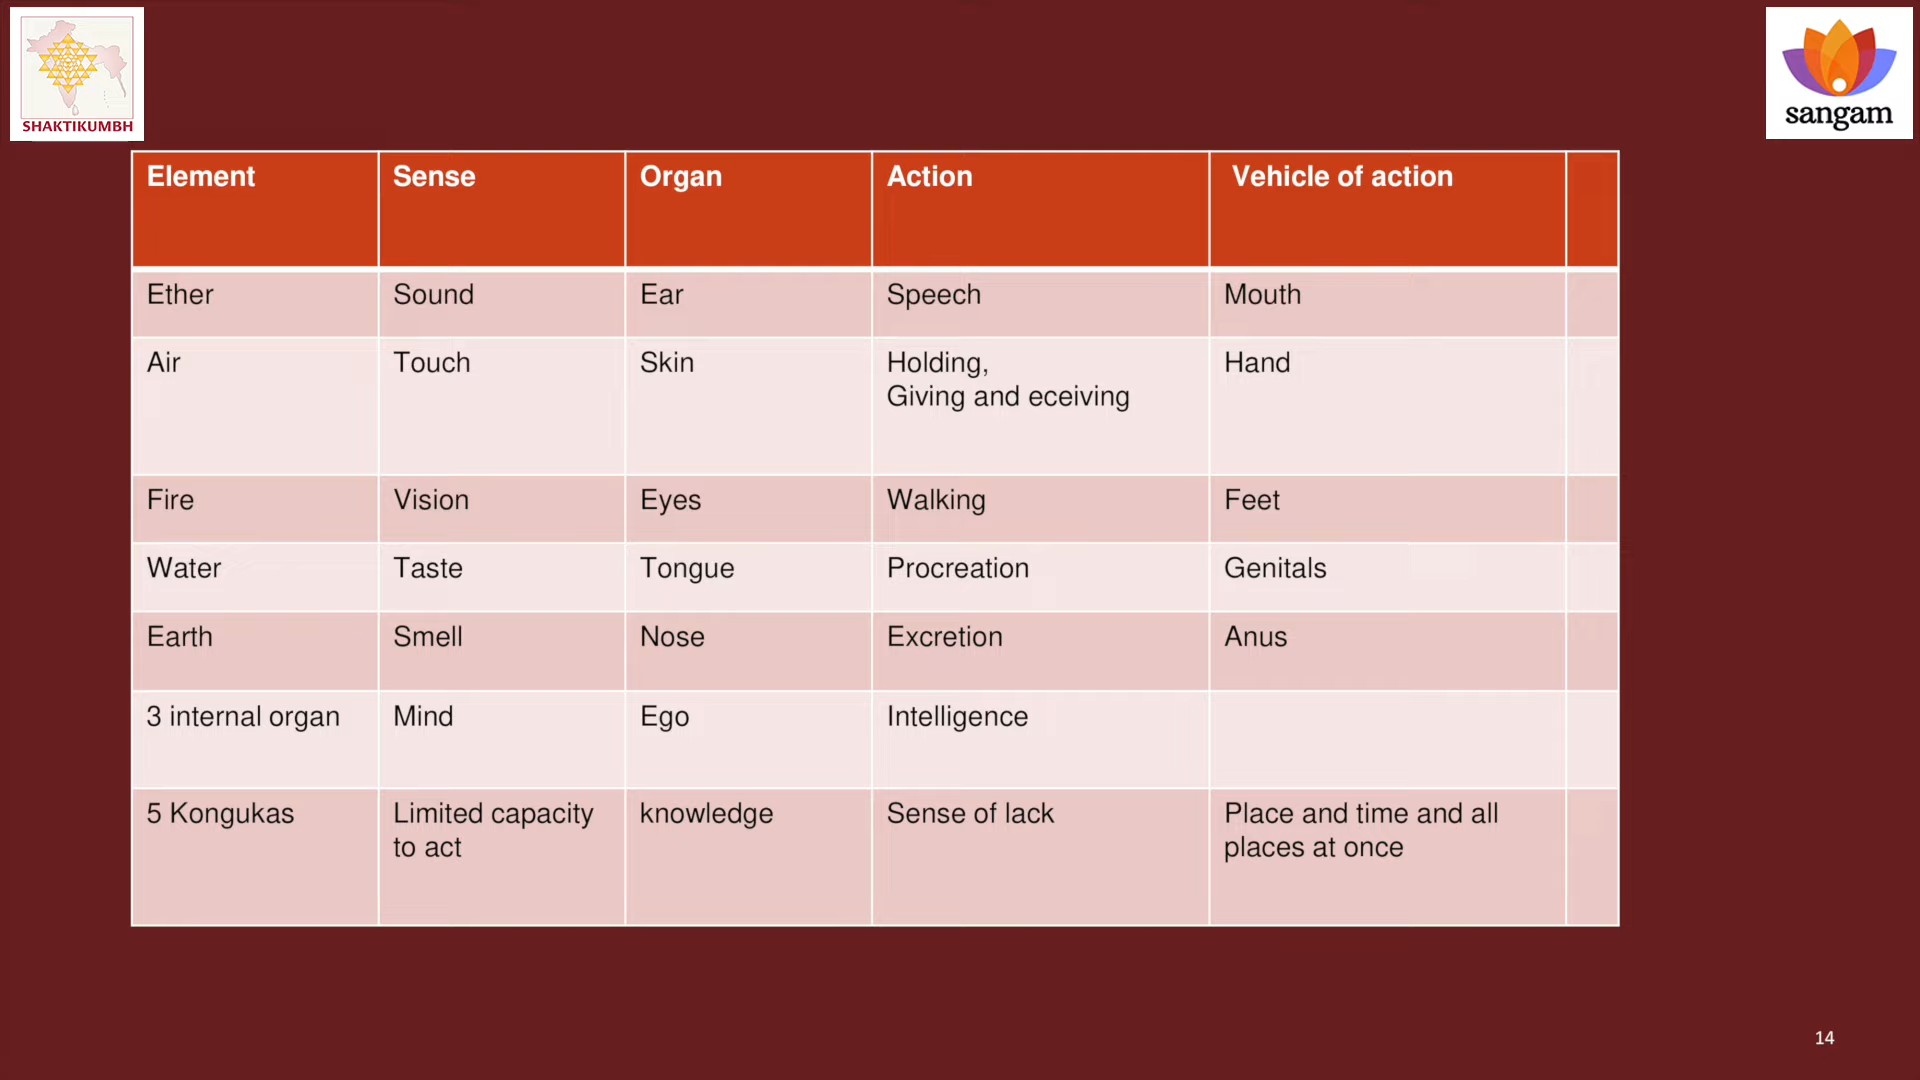 SHAKTIKUMBH
sangam
Element Sense Organ Action Vehicle of action
Ether Sound Ear Speech Mouth
Air Touch Skin Holding, Hand
Giving and eceiving
Fire Vision Eyes Walking Feet
Water Taste Tongue Procreation Genitals
Earth Smell Nose Excretion Anus
3 internal organ Mind Ego Intelligence
5 Kongukas Limited capacity knowledge Sense of lack Place and time and all
to act places at once
14